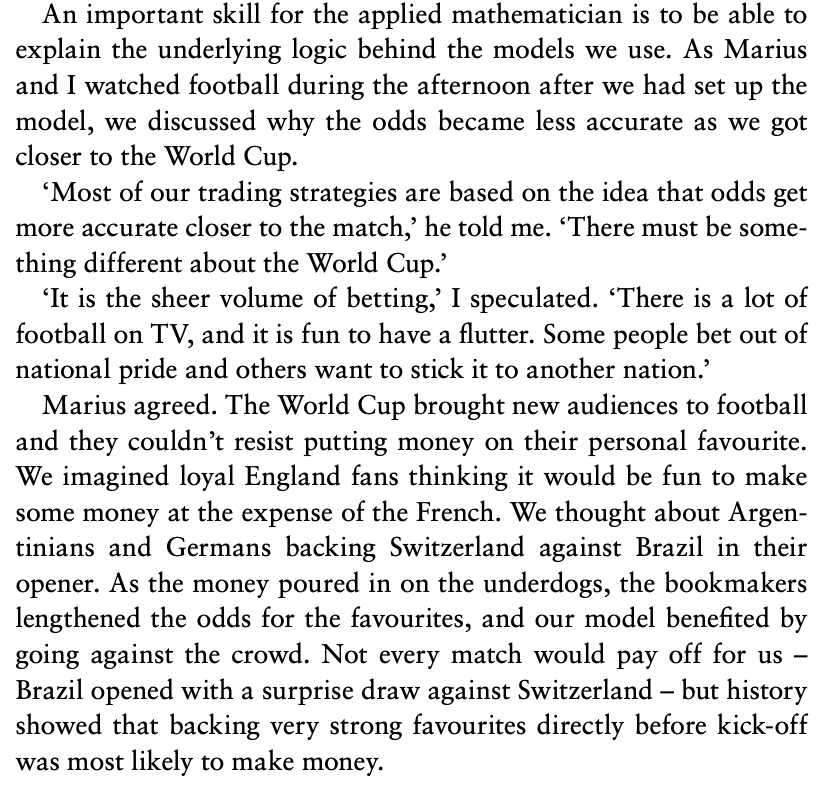 An important skill for the applied mathematician is to be able to
explain the underlying logic behind the models we use. As Marius
and I watched football during the afternoon after we had set up the
model, we discussed why the odds became less accurate as we got
closer to the World Cup.
‘Most of our trading strategies are based on the idea that odds get
more accurate closer to the match,’ he told me. ‘There must be some-
thing different about the World Cup.’
‘It is the sheer volume of betting,’ I speculated. ‘There is a lot of
football on TV, and it is fun to have a flutter. Some people bet out of
national pride and others want to stick it to another nation.’
Marius agreed. The World Cup brought new audiences to football
and they couldn’t resist putting money on their personal favourite.
We imagined loyal England fans thinking it would be fun to make
some money at the expense of the French. We thought about Argen-
tinians and Germans backing Switzerland against Brazil in their
opener. As the money poured in on the underdogs, the bookmakers
lengthened the odds for the favourites, and our model benefited by
going against the crowd. Not every match would pay off for us –
Brazil opened with a surprise draw against Switzerland – but history
showed that backing very strong favourites directly before kick-off
was most likely to make money.